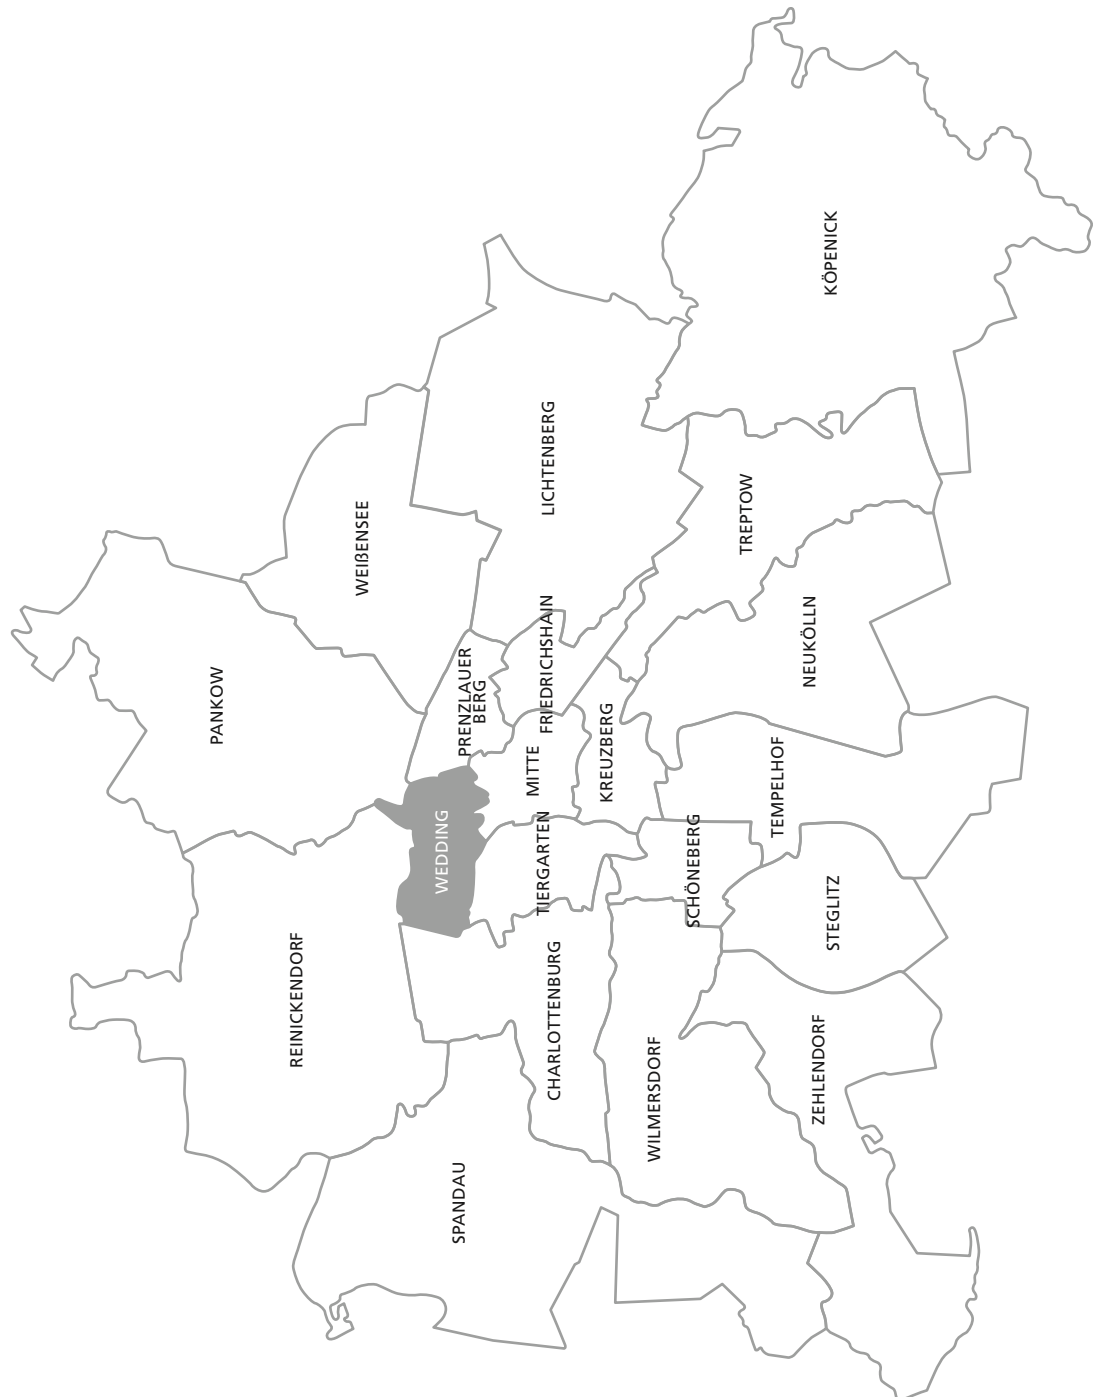 PANKOW
REINICKENDORF
WEIßENSEE
WEDDING
PRENZLAUER
BERG
SPANDAU
LICHTENBERG
FRIEDRICHSHAIN
MITTE
TIERGARTEN
CHARLOTTENBURG
KREUZBERG
SCHÖNEBERG
WILMERSDORF
TREPTOW
NEUKÖLLN
TEMPELHOF
STEGLITZ
ZEHLENDORF
KÖPENICK